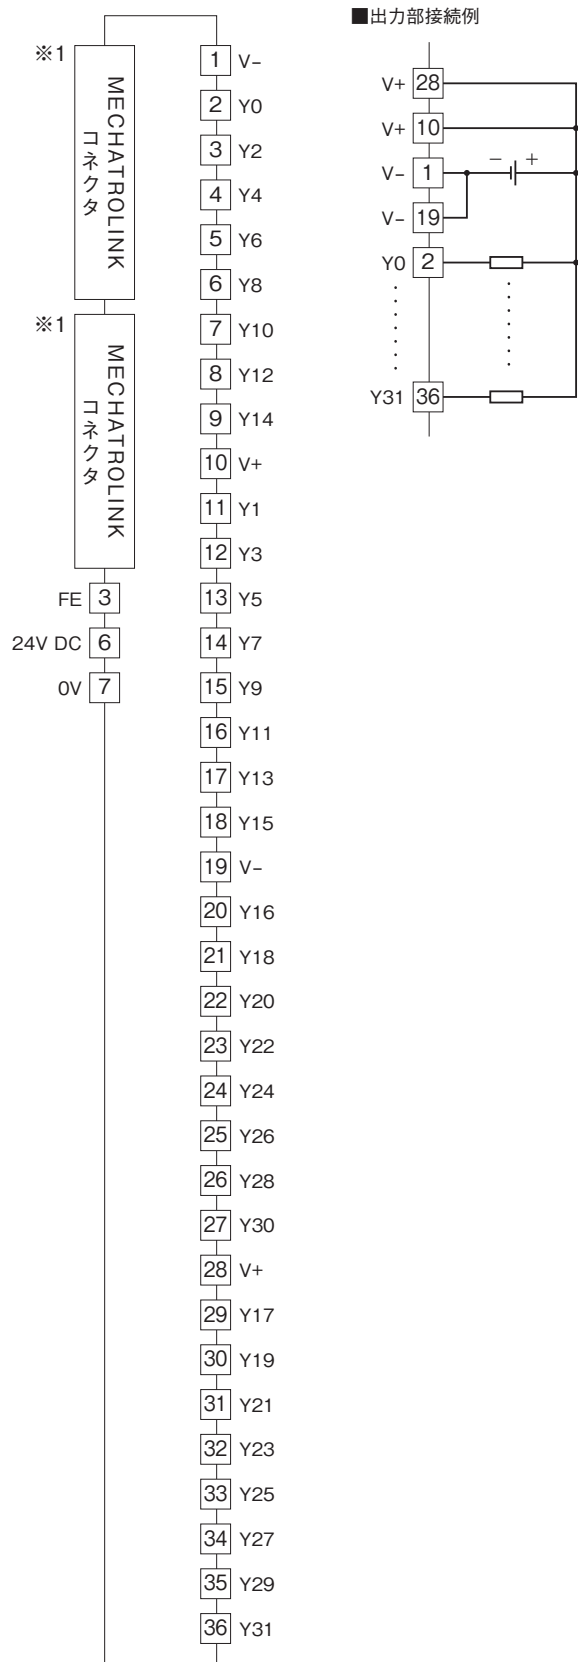 ※1
MECHATROLINK
コネクタ
※1
MECHATROLINK
コネクタ
FE 3
24V DC 6
0V 7
1 V−
2 Y0
3 Y2
4 Y4
5 Y6
6 Y8
7 Y10
8 Y12
9 Y14
10 V+
11 Y1
12 Y3
13 Y5
14 Y7
15 Y9
16 Y11
17 Y13
18 Y15
19 V−
20 Y16
21 Y18
22 Y20
23 Y22
24 Y24
25 Y26
26 Y28
27 Y30
28 V+
29 Y17
30 Y19
31 Y21
32 Y23
33 Y25
34 Y27
35 Y29
36 Y31
■出力部接続例
V+ 28
V+ 10
V− 1 − +
V− 19
Y0 2
Y31 36